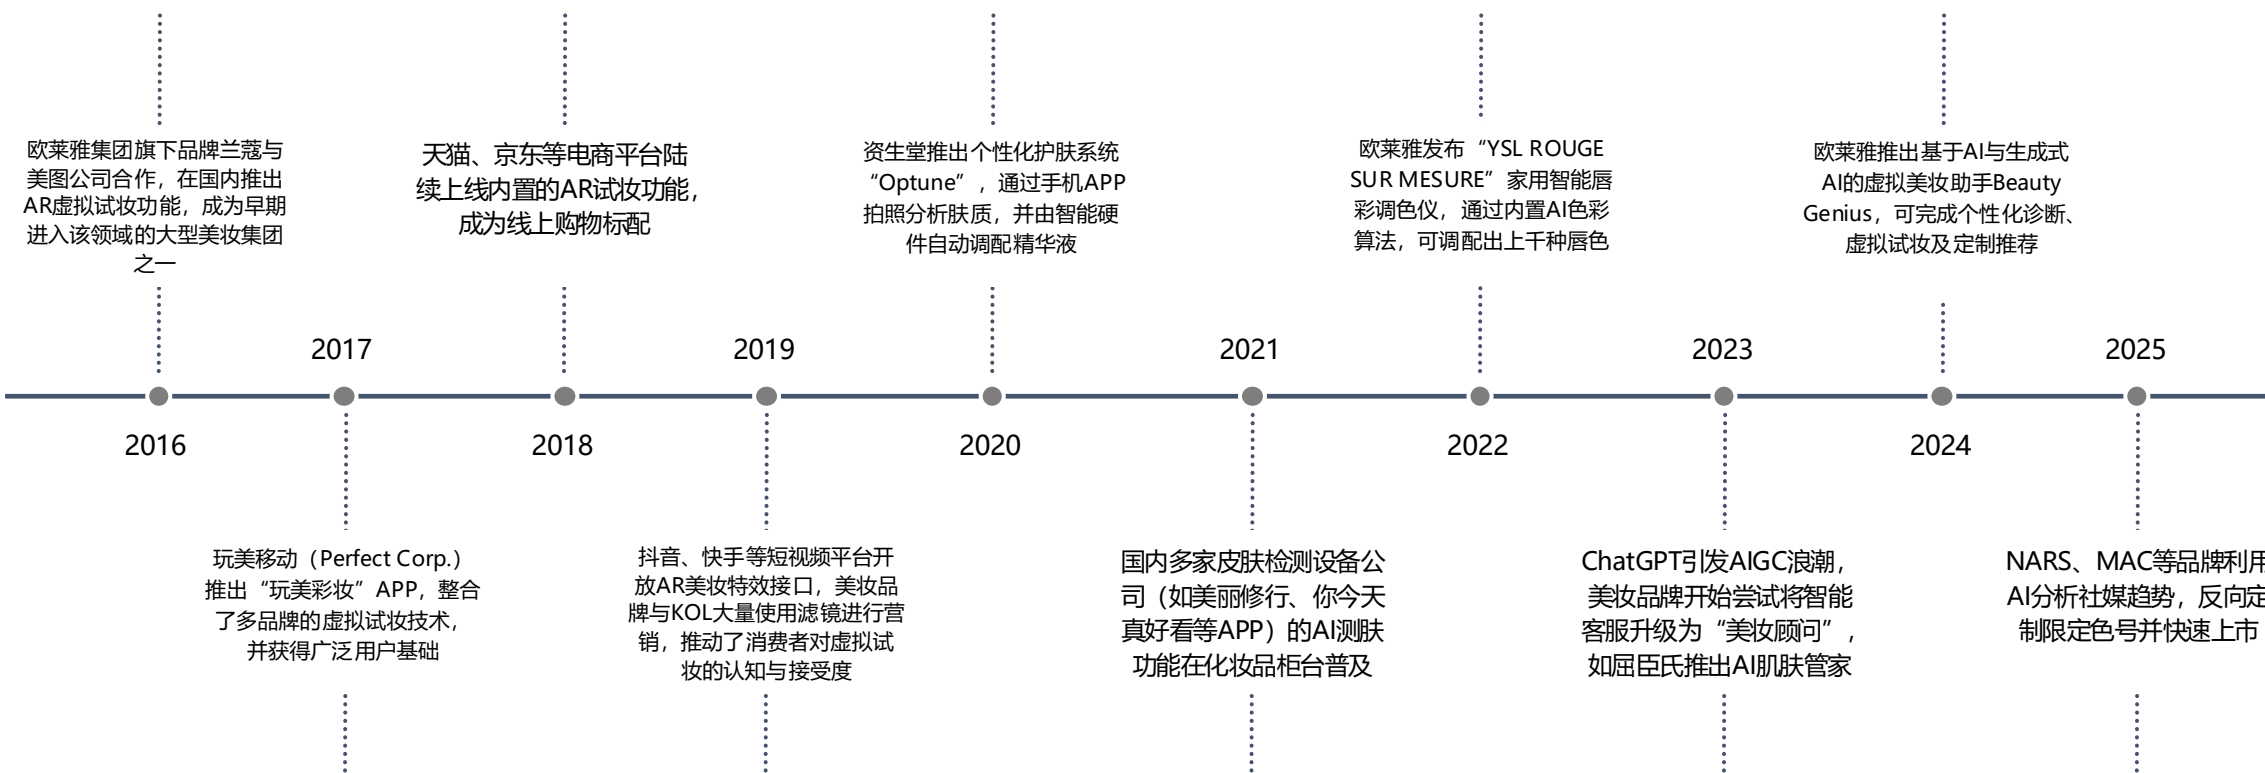 欧莱雅集团旗下品牌兰蔻与
美图公司合作，在国内推出
AR虚拟试妆功能，成为早期
进入该领域的大型美妆集团
之一
天猫、京东等电商平台陆
续上线内置的AR试妆功能，
成为线上购物标配
资生堂推出个性化护肤系统
“Optune”，通过手机APP
拍照分析肤质，并由智能硬
件自动调配精华液
欧莱雅发布“YSL ROUGE
SUR MESURE”家用智能唇
彩调色仪，通过内置AI色彩
算法，可调配出上千种唇色
欧莱雅推出基于AI与生成式
AI的虚拟美妆助手Beauty
Genius，可完成个性化诊断、
虚拟试妆及定制推荐
2017
2019
2021
2023
2025
2016
2018
2020
2022
2024
玩美移动（Perfect Corp.）
推出“玩美彩妆”APP，整合
了多品牌的虚拟试妆技术，
并获得广泛用户基础
抖音、快手等短视频平台开
放AR美妆特效接口，美妆品
牌与KOL大量使用滤镜进行营
销，推动了消费者对虚拟试
妆的认知与接受度
国内多家皮肤检测设备公
司（如美丽修行、你今天
真好看等APP）的AI测肤
功能在化妆品柜台普及
ChatGPT引发AIGC浪潮，
美妆品牌开始尝试将智能
客服升级为“美妆顾问”，
如屈臣氏推出AI肌肤管家
NARS、MAC等品牌利用
AI分析社媒趋势，反向定
制限定色号并快速上市